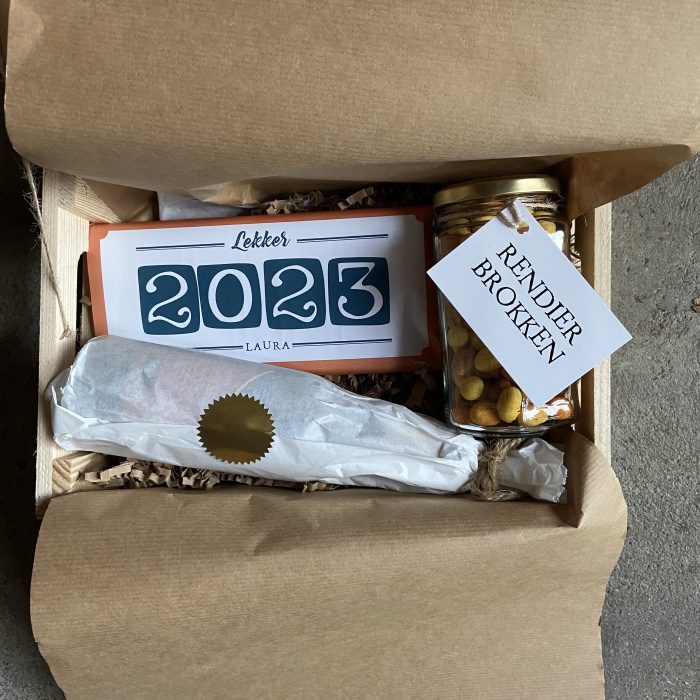 Lekker
2023
LAURA
RENDIER
BROKKEN